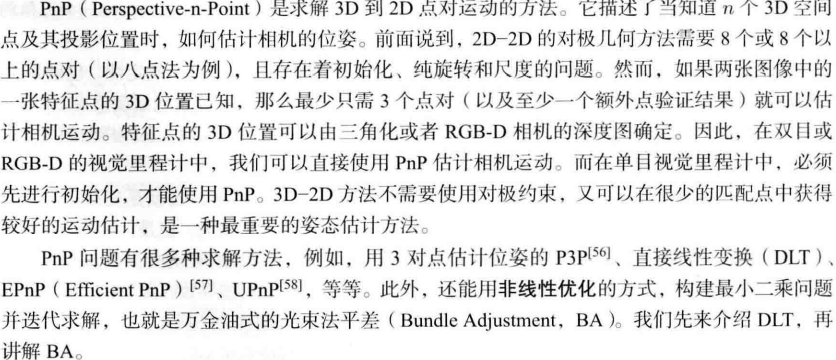 PnP（Perspective-n-Point）是求解 3D 到 2D 点对运动的方法。它描述了当知道 n 个 3D 空间
点及其投影位置时，如何估计相机的位姿。前面说到，2D-2D 的对极几何方法需要 8 个或 8 个以
上的点对（以八点法为例），且存在着初始化、纯旋转和尺度的问题。然而，如果两张图像中的
一张特征点的 3D 位置已知，那么最少只需 3 个点对（以及至少一个额外点验证结果）就可以估
计相机运动。特征点的 3D 位置可以由三角化或者 RGB-D 相机的深度图确定。因此，在双目或
RGB-D 的视觉里程计中，我们可以直接使用 PnP 估计相机运动。而在单目视觉里程计中，必须
先进行初始化，才能使用 PnP。3D-2D 方法不需要使用对极约束，又可以在很少的匹配点中获得
较好的运动估计，是一种最重要的姿态估计方法。
PnP 问题有很多种求解方法，例如，用 3 对点估计位姿的 P3P[56]、直接线性变换（DLT）、
EPnP（Efficient PnP）[57]、UPnP[58]，等等。此外，还能用非线性优化的方式，构建最小二乘问题
并迭代求解，也就是万金油式的光束法平差（Bundle Adjustment，BA）。我们先来介绍 DLT，再
讲解 BA。